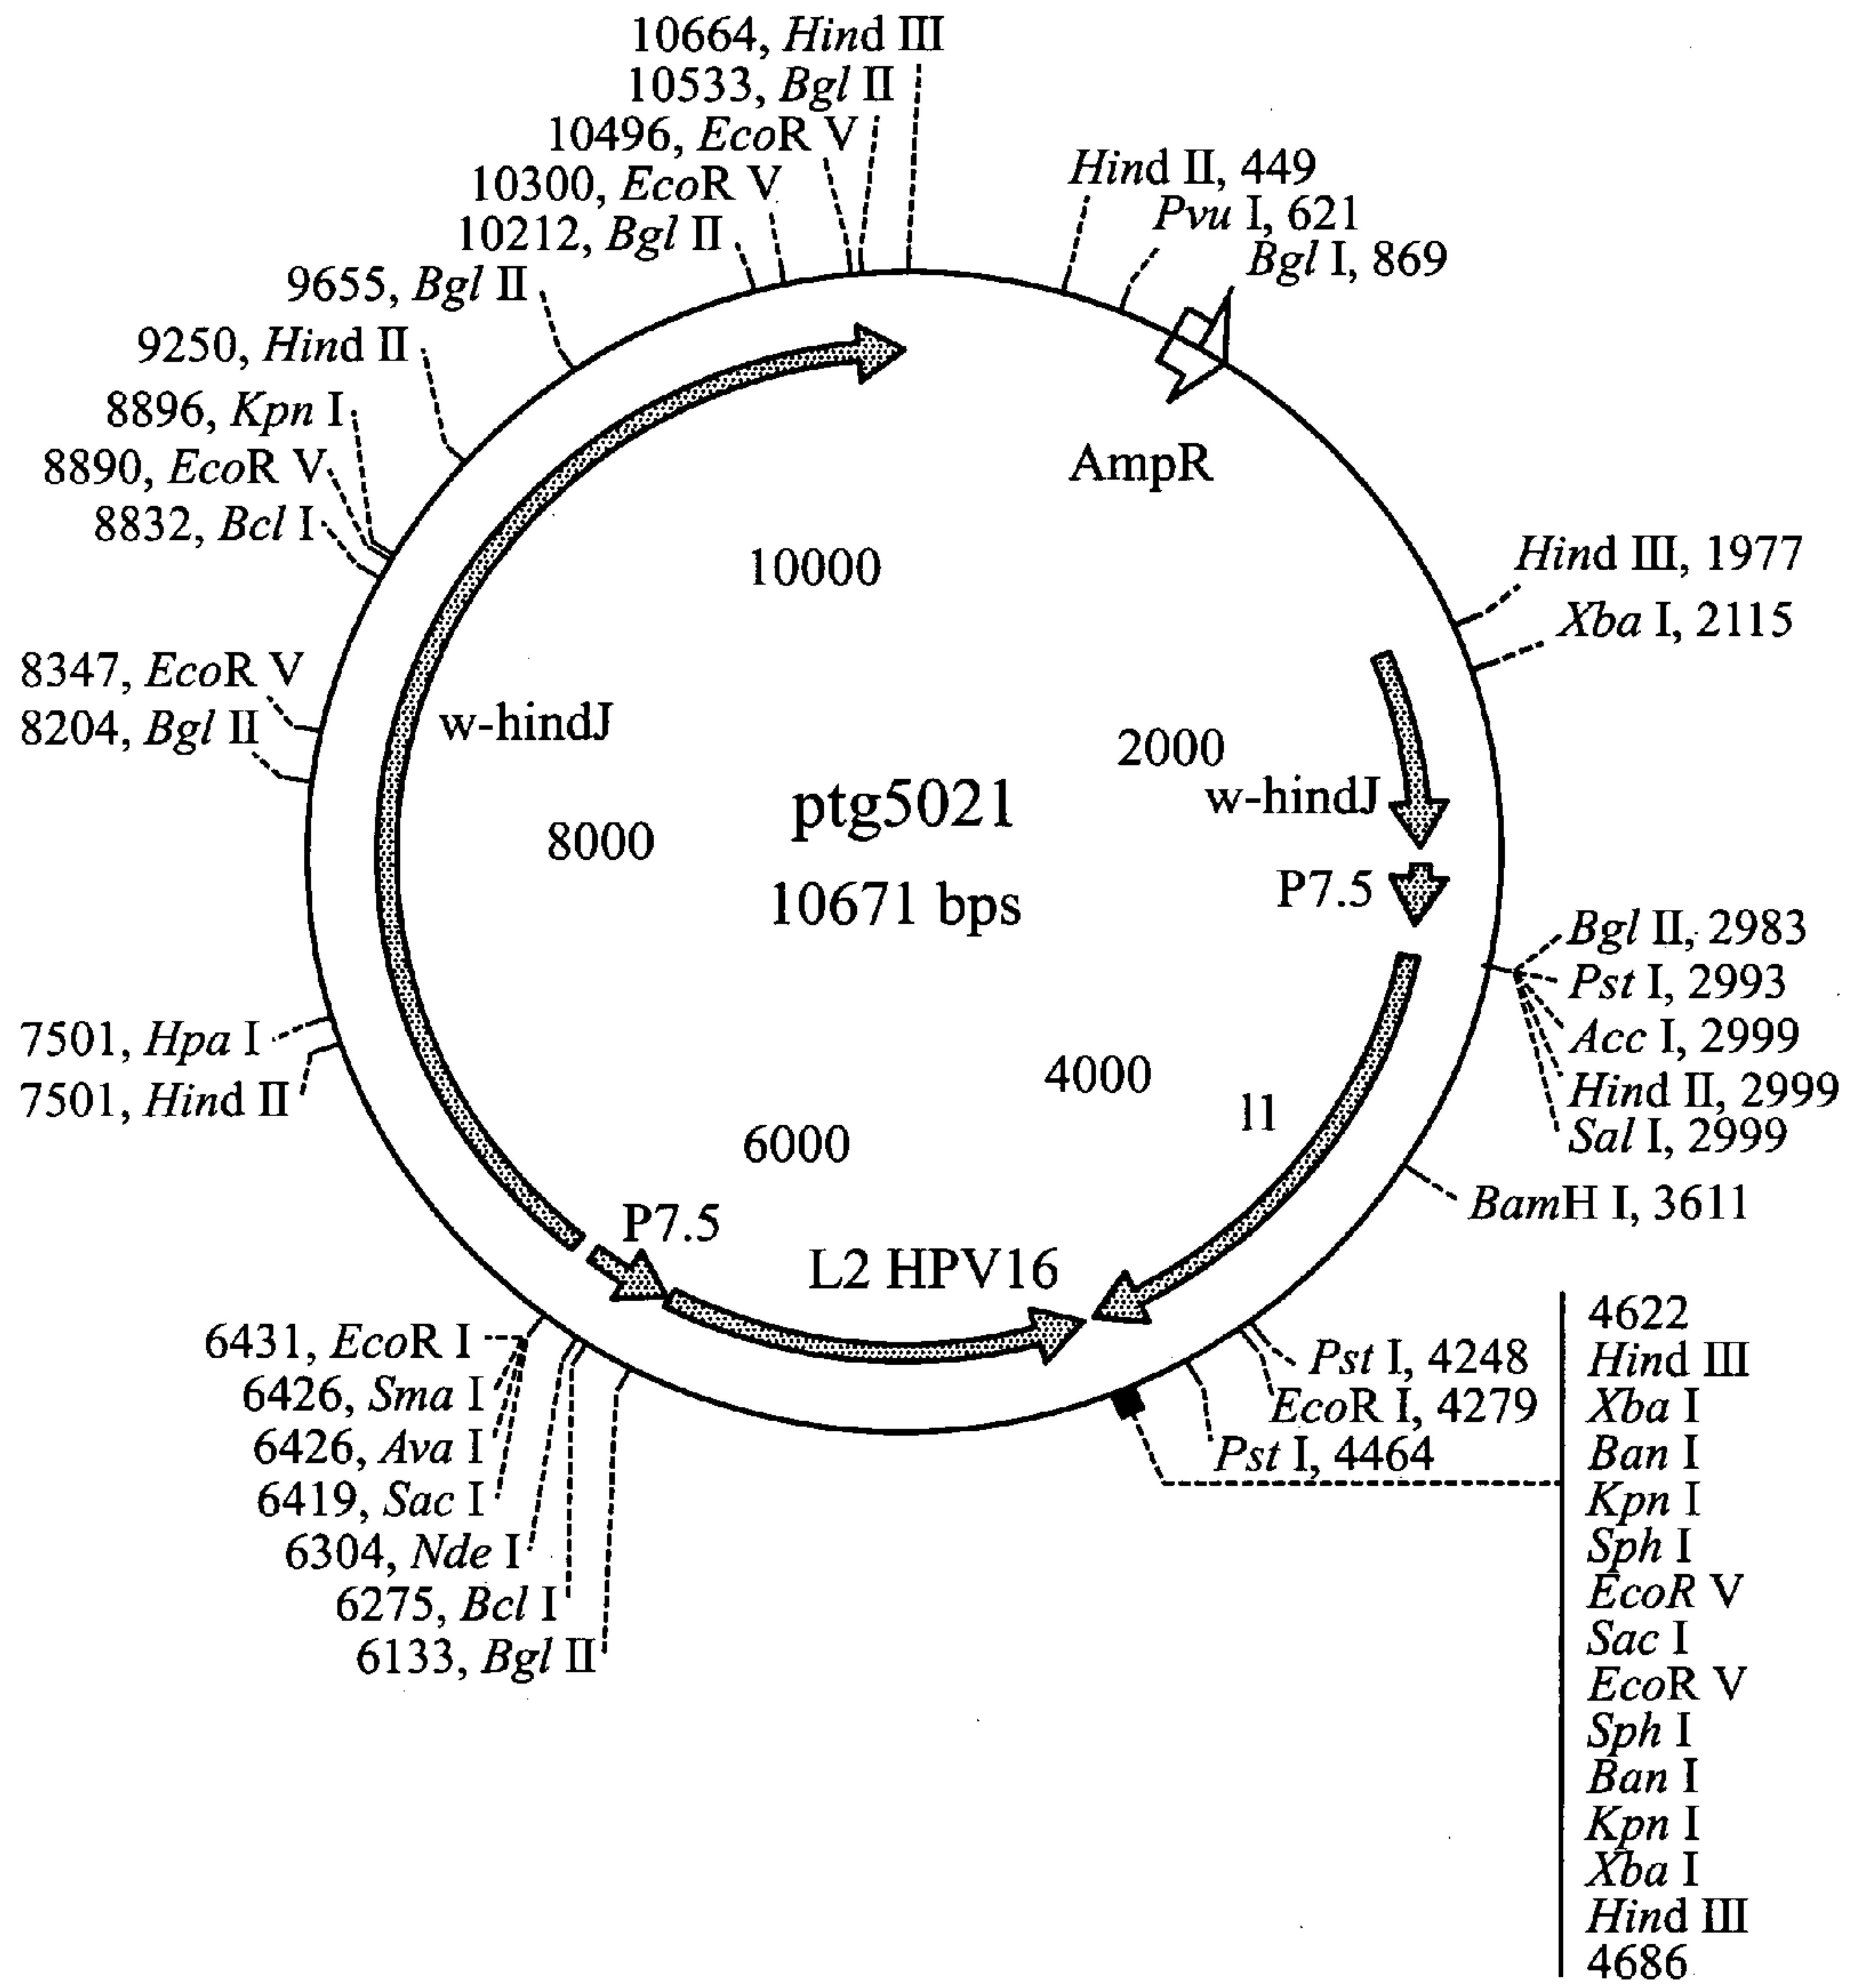 10664, Hind III
10533, Bgl II
10496, EcoR V
10300, EcoR V
10212, Bgl II
9655, Bgl II
9250, Hind II
8896, Kpn I
8890, EcoR V
8832, Bcl I
8347, EcoR V
8204, Bgl II
7501, Hpa I
7501, Hind II
6431, EcoR I
6426, Sma I
6426, Ava I
6419, Sac I
6304, Nde I
6275, Bcl I
6133, Bgl II
Hind II, 449
Pvu I, 621
Bgl I, 869
AmpR
Hind III, 1977
Xba I, 2115
Bgl II, 2983
Pst I, 2993
Acc I, 2999
Hind II, 2999
Sal I, 2999
BamH I, 3611
Pst I, 4248
EcoR I, 4279
Pst I, 4464
10000
w-hindJ
2000
w-hindJ
ptg5021
8000
10671 bps
P7.5
4000
l1
6000
P7.5
L2 HPV16
4622
Hind III
Xba I
Ban I
Kpn I
Sph I
EcoR V
Sac I
EcoR V
Sph I
Ban I
Kpn I
Xba I
Hind III
4686